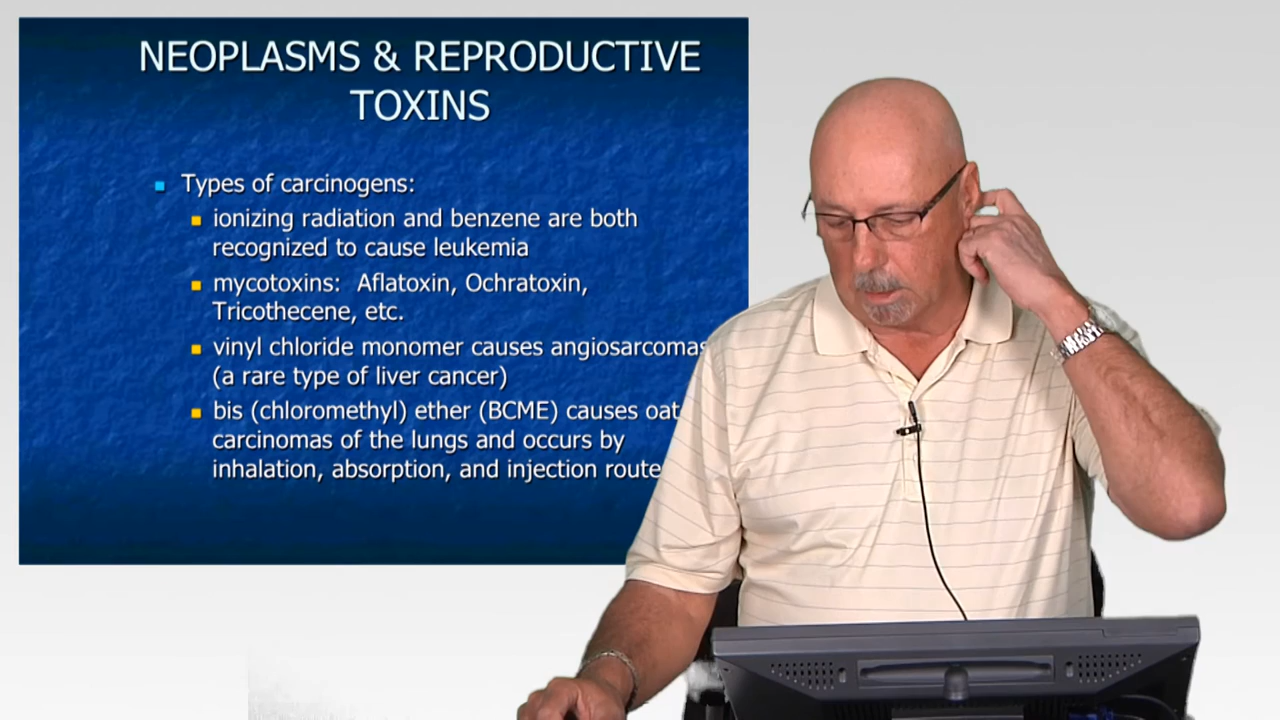 NEOPLASMS & REPRODUCTIVE
TOXINS
Types of carcinogens:
ionizing radiation and benzene are both
recognized to cause leukemia
mycotoxins: Aflatoxin, Ochratoxin,
Tricothecene, etc.
vinyl chloride monomer causes angiosarcomas
(a rare type of liver cancer)
bis (chloromethyl) ether (BCME) causes oat
carcinomas of the lungs and occurs by
inhalation, absorption, and injection route